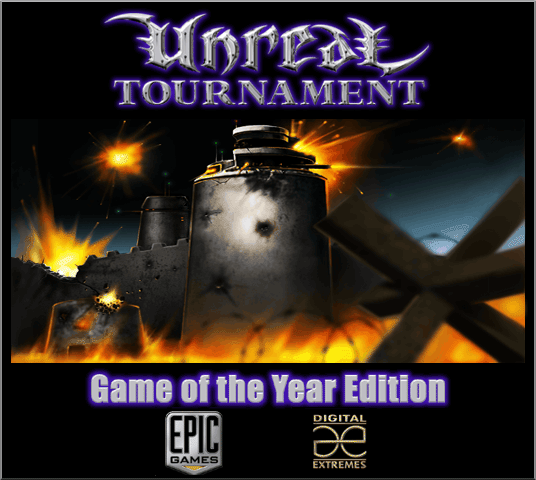 Unreal
TOURNAMENT
Game of the Year Edition
EPIC
GAMES
DIGITAL
EXTREMES